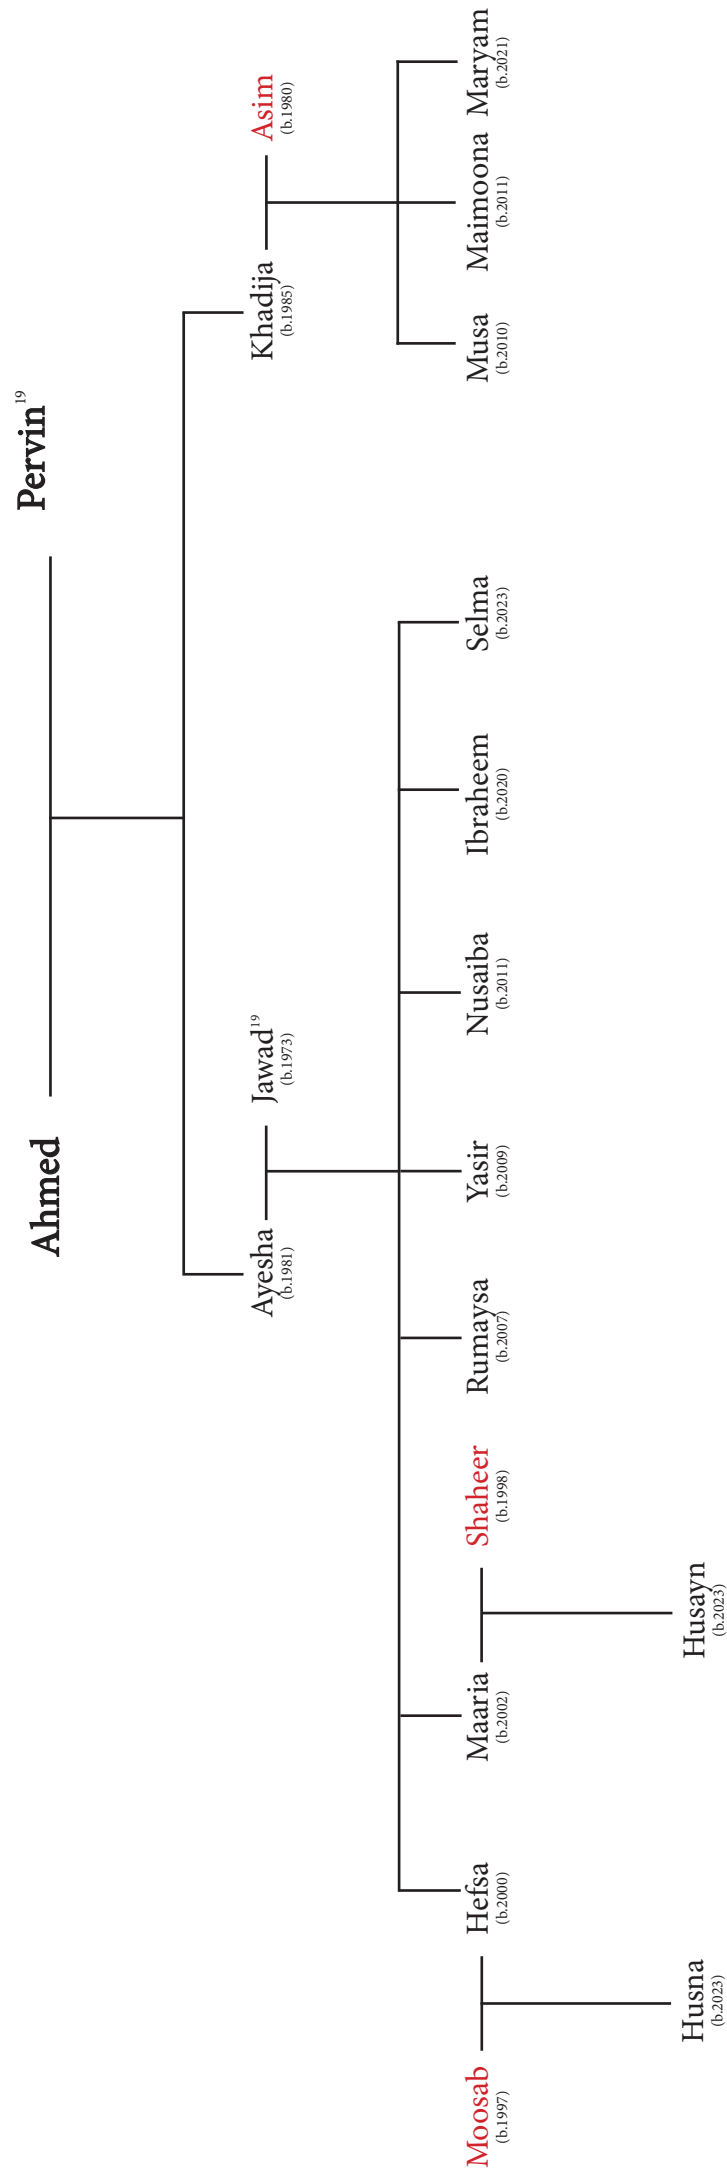 Ahmed
Pervin¹⁹
Ayesha
(b.1981)
Jawad¹⁹
(b.1973)
Khadija
(b.1985)
Asim
(b.1980)
Moosab
(b.1997)
Hefsa
(b.2000)
Maaria
(b.2002)
Shaheer
(b.1998)
Rumaysa
(b.2007)
Yasir
(b.2009)
Nusaiba
(b.2011)
Ibraheem
(b.2020)
Selma
(b.2023)
Musa
(b.2010)
Maimoona
(b.2011)
Maryam
(b.2021)
Husna
(b.2023)
Husayn
(b.2023)